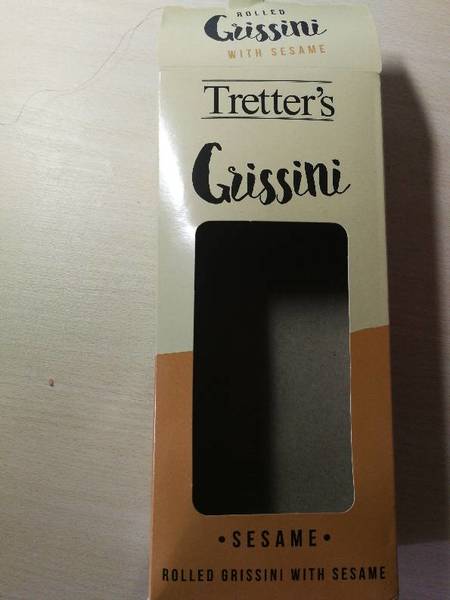 ROLLED
Grissini
WITH SESAME
Tretter's
Grissini
• SESAME •
ROLLED GRISSINI WITH SESAME